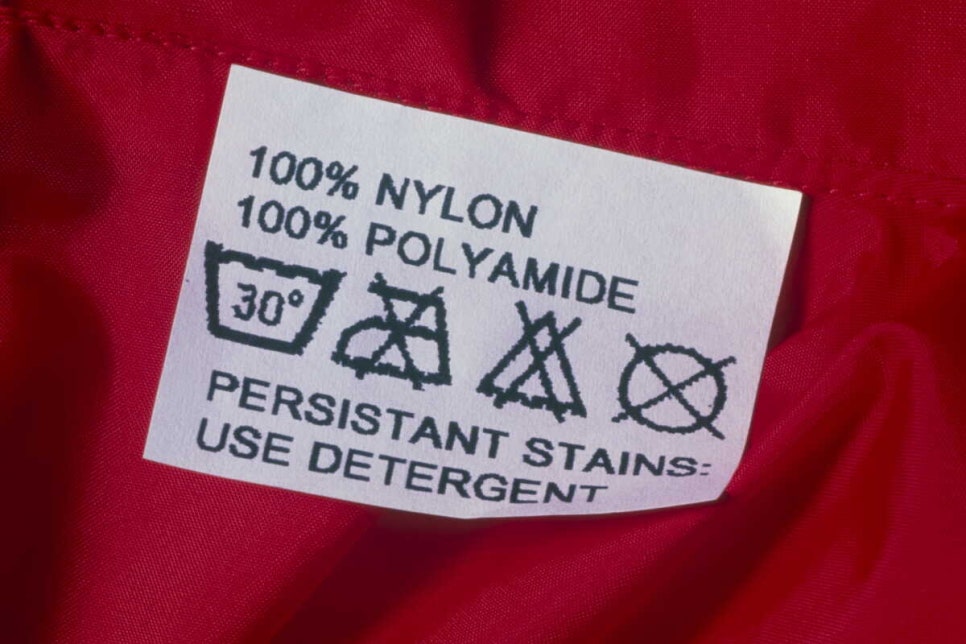 100% NYLON
100% POLYAMIDE
30°
PERSISTANT STAINS:
USE DETERGENT